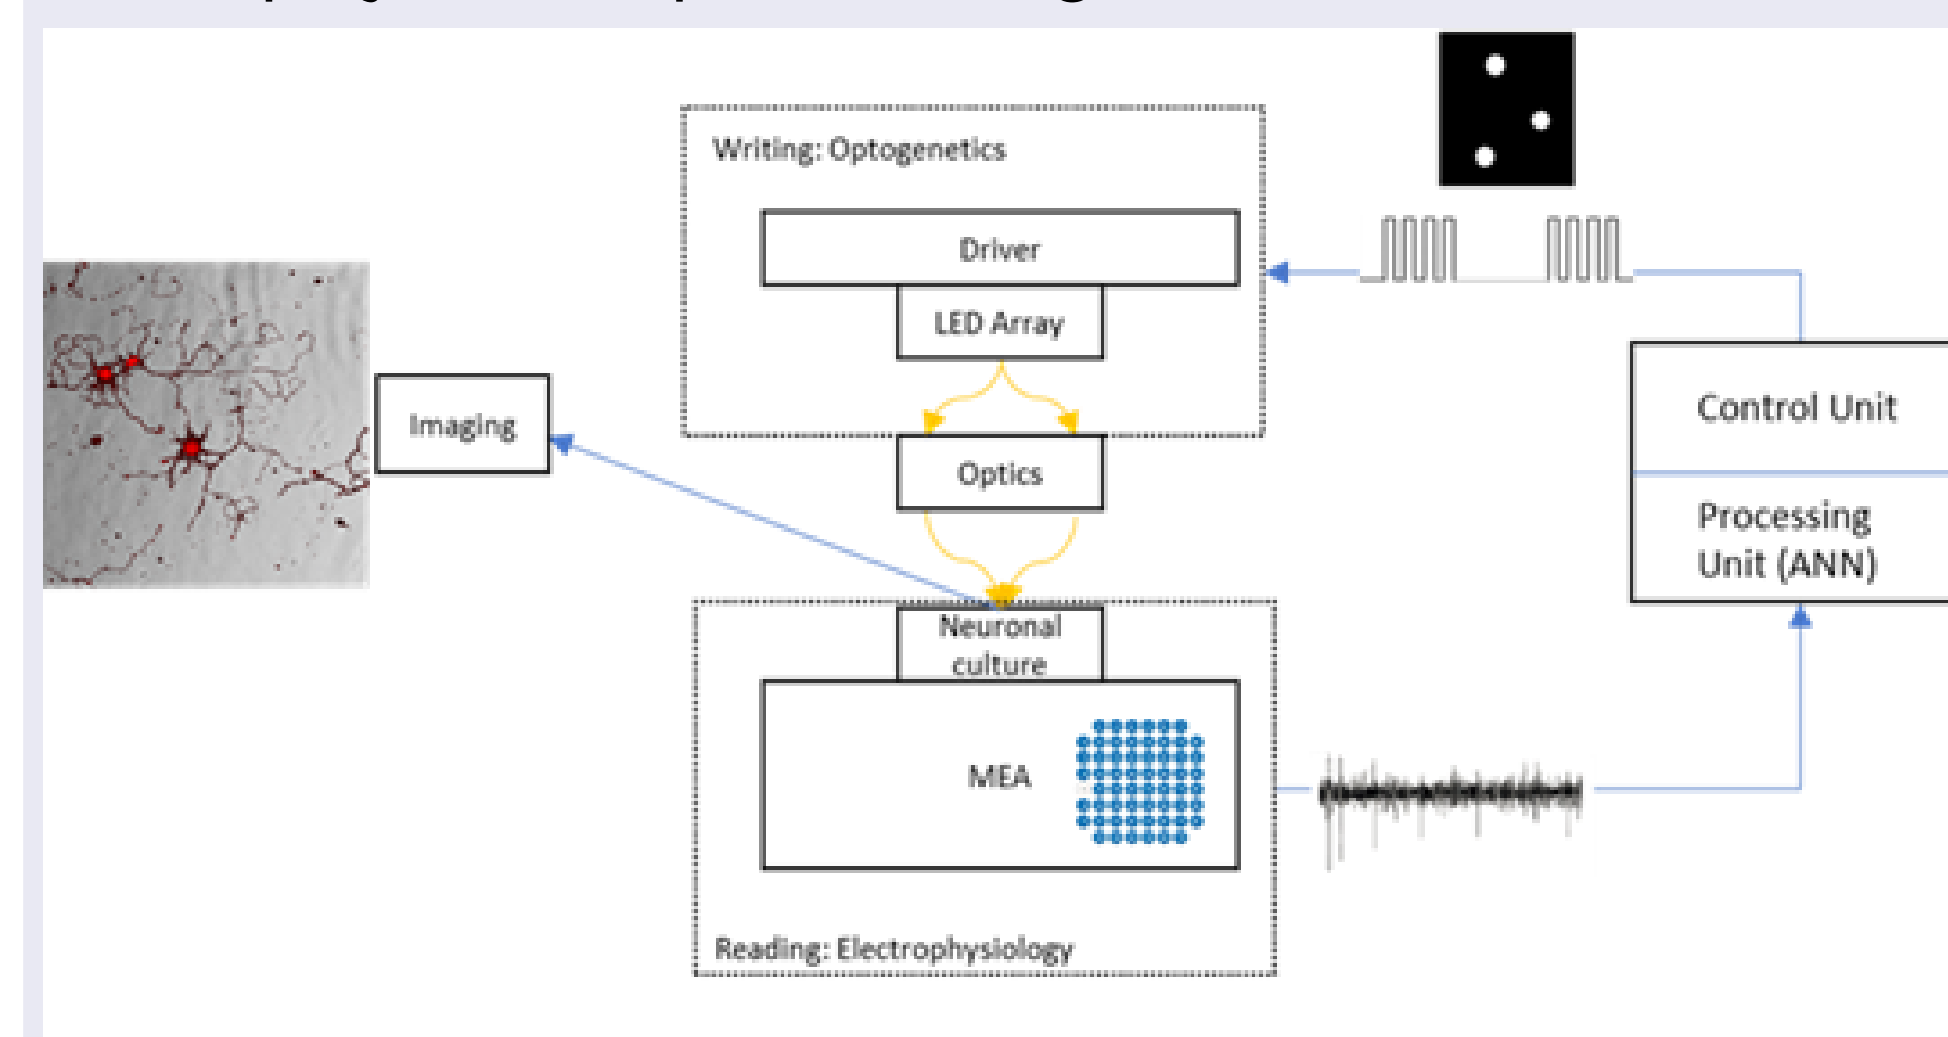 Writing: Optogenetics
Driver
LED Array
Optics
Imaging
Control Unit
Processing
Unit (ANN)
Neuronal
culture
MEA
Reading: Electrophysiology